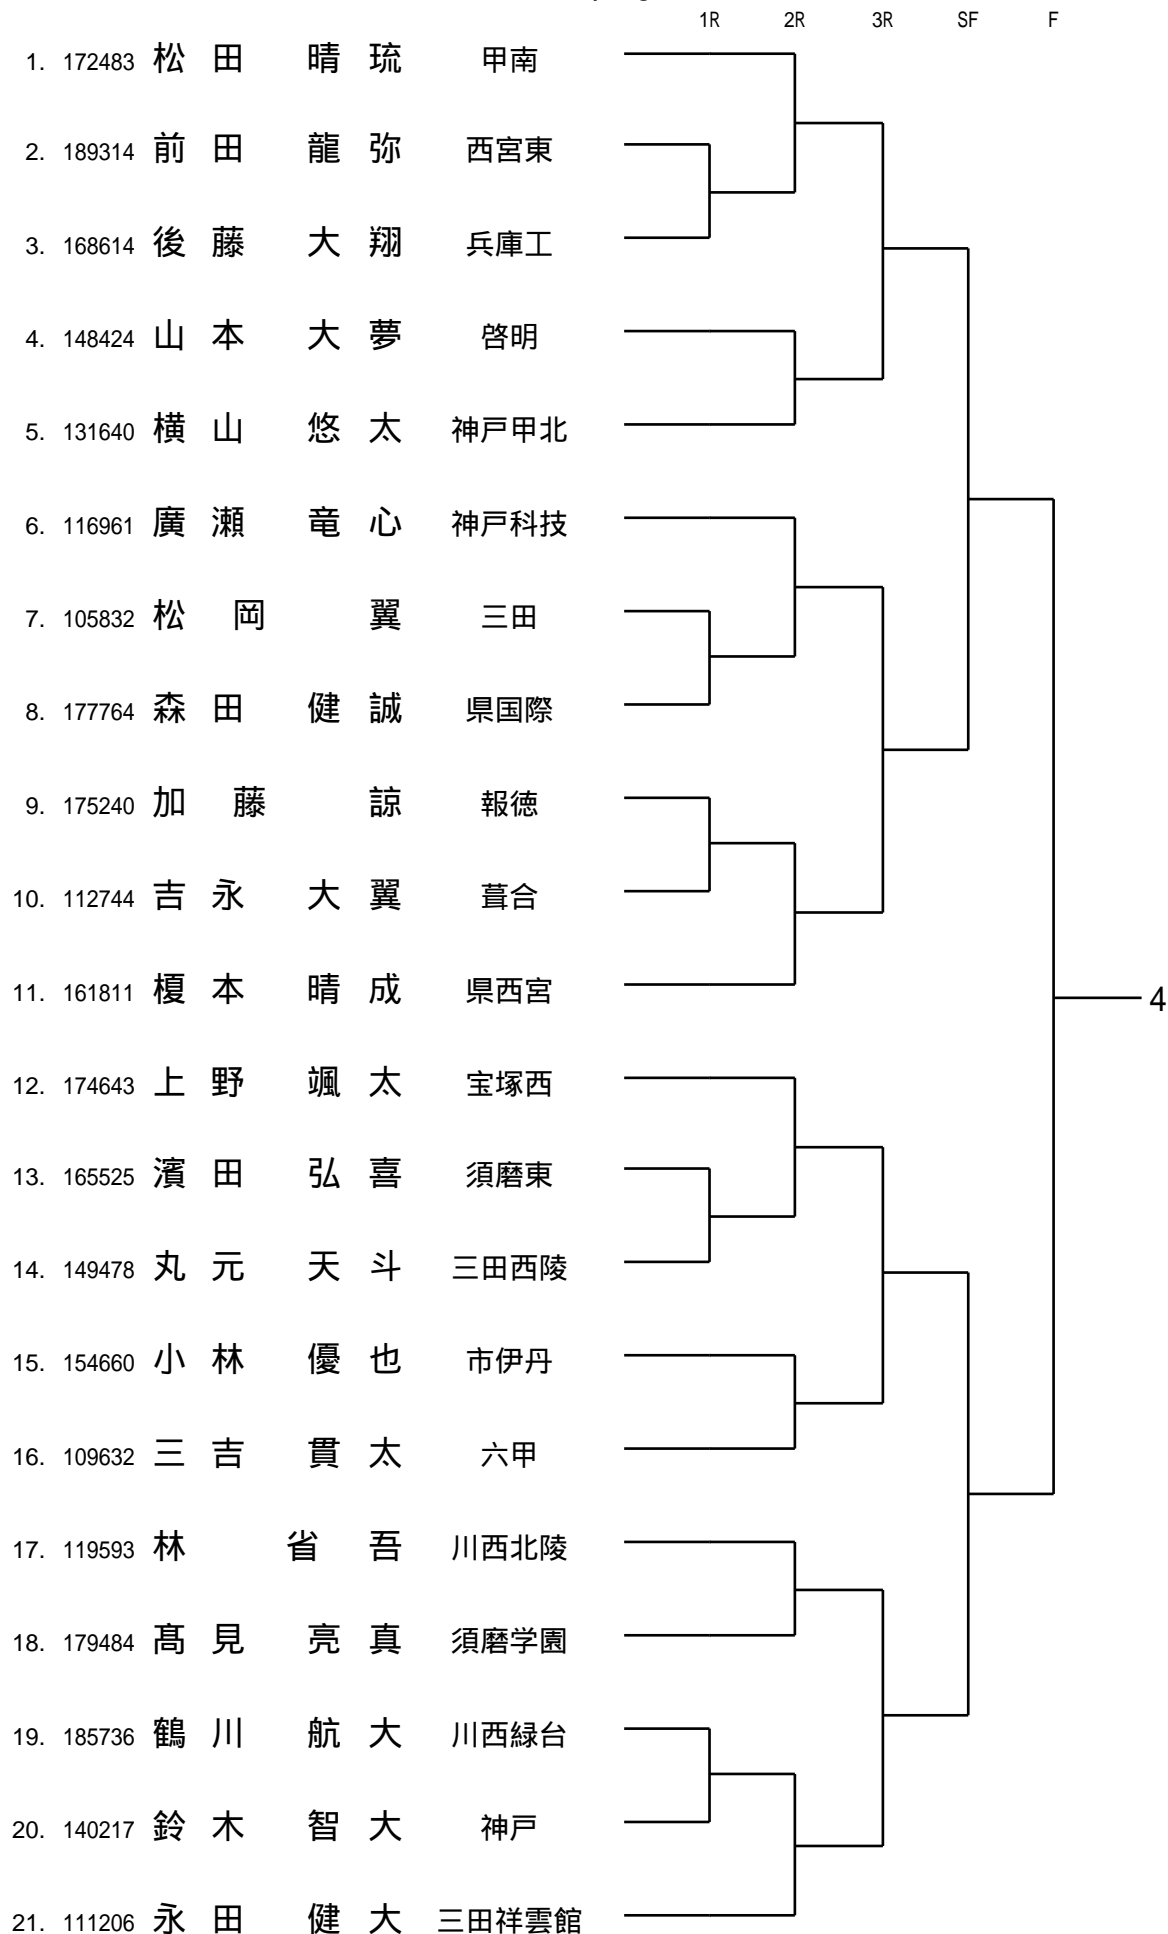 1R 2R 3R SF F
1. 172483 松田 晴琉 甲南
2. 189314 前田 龍弥 西宮東
3. 168614 後藤 大翔 兵庫工
4. 148424 山本 大夢 啓明
5. 131640 横山 悠太 神戸甲北
6. 116961 廣瀬 竜心 神戸科技
7. 105832 松岡 翼 三田
8. 177764 森田 健誠 県国際
9. 175240 加藤 諒 報徳
10. 112744 吉永 大翼 葺合
11. 161811 榎本 晴成 県西宮
4
12. 174643 上野 颯太 宝塚西
13. 165525 濱田 弘喜 須磨東
14. 149478 丸元 天斗 三田西陵
15. 154660 小林 優也 市伊丹
16. 109632 三吉 貫太 六甲
17. 119593 林 省吾 川西北陵
18. 179484 髙見 亮真 須磨学園
19. 185736 鶴川 航大 川西緑台
20. 140217 鈴木 智大 神戸
21. 111206 永田 健大 三田祥雲館